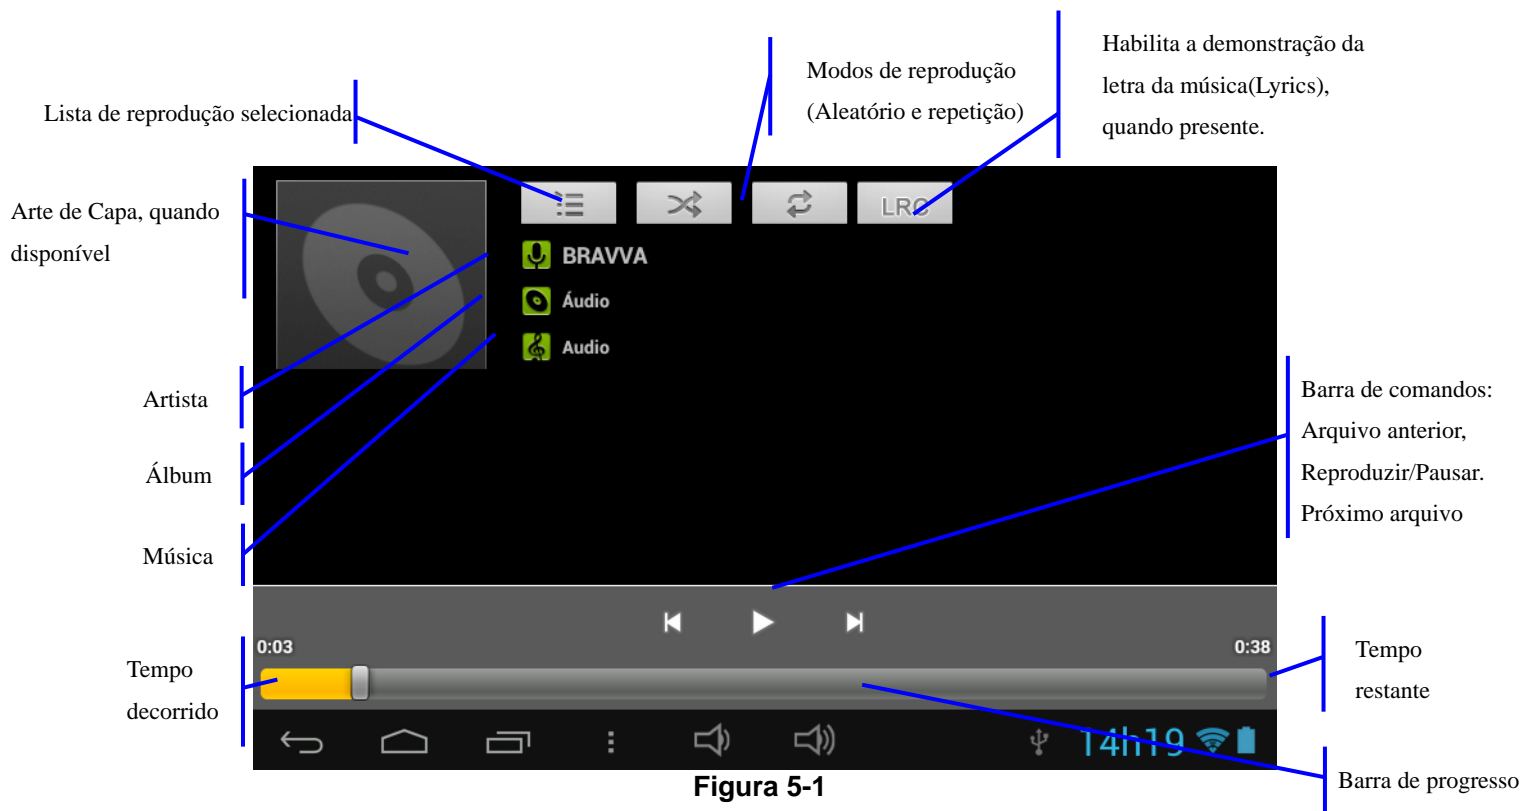 Habilita a demonstração da
letra da música(Lyrics),
quando presente.
Modos de reprodução
(Aleatório e repetição)
Lista de reprodução selecionada
Arte de Capa, quando
disponível
LRC
BRAVVA
Áudio
Audio
Artista
Álbum
Música
Barra de comandos:
Arquivo anterior,
Reproduzir/Pausar.
Próximo arquivo
0:03
0:38
Tempo
decorrido
Tempo
restante
14h19
Barra de progresso
Figura 5-1